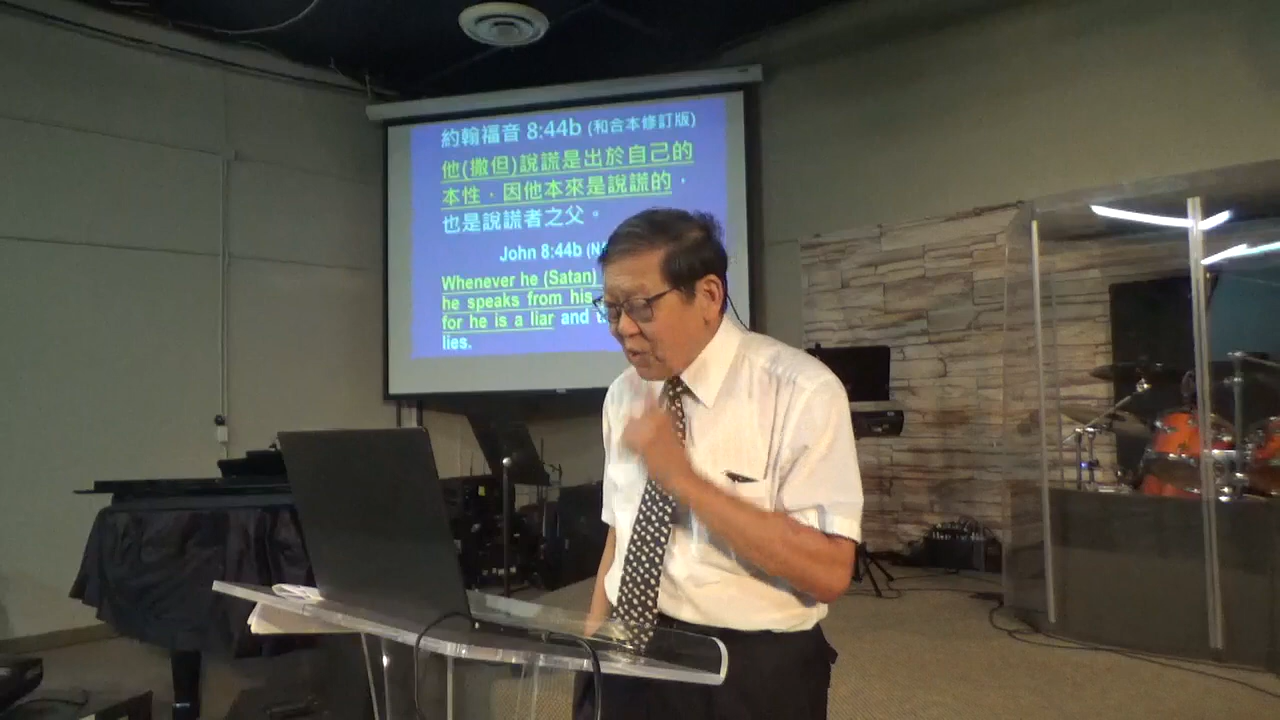 約翰福音 8:44b (和合本修訂版)
他(撒但)說謊是出於自己的
本性，因他本來是說謊的，
也是說謊者之父。
John 8:44b
Whenever he (Satan)
he speaks from his
for he is a liar and
lies.